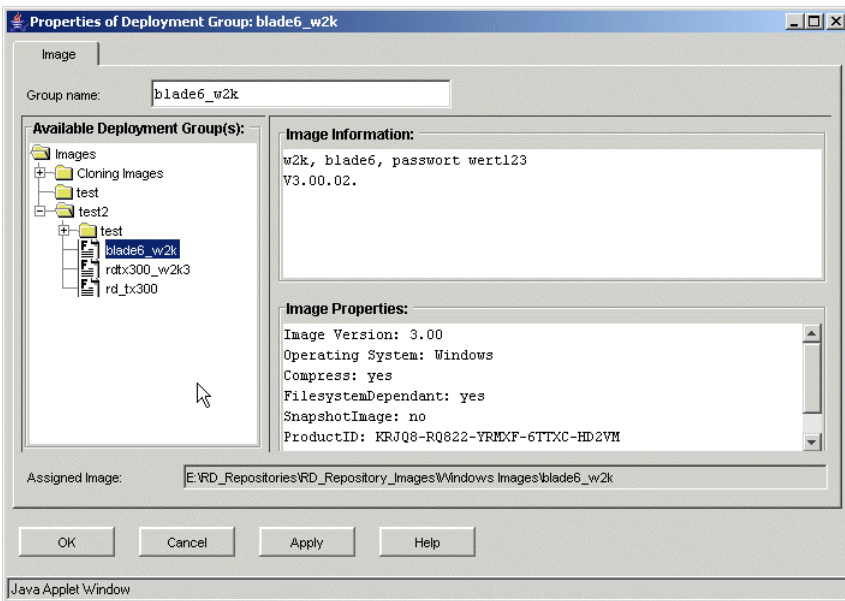 Properties of Deployment Group: blade6_w2k
Image
Group name: blade6_w2k
Available Deployment Group(s):
Images
Cloning Images
test
test2
test
blade6_w2k
rdtx300_w2k3
rd_tx300
Image Information:
w2k, blade6, passwort wert123
V3.00.02.
Image Properties:
Image Version: 3.00
Operating System: Windows
Compress: yes
FilesystemDependant: yes
SnapshotImage: no
ProductID: KRJQ8-RQ822-YRMXF-6TTXC-HD2VM
Assigned Image: E:\RD_Repositories\RD_Repository_Images\Windows Images\blade6_w2k
OK Cancel Apply Help
Java Applet Window